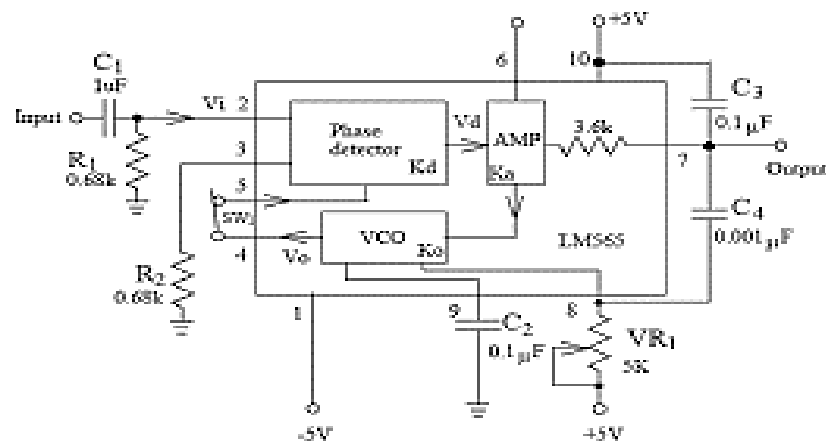 +5V
6
10
C1
1uF
Input
Vi
2
Phase
detector
Kd
Vd
AMP
Ka
3.6k
7
C3
0.1μF
Output
R1
0.68k
3
5
SW1
4
Vo
VCO
Ko
LM565
C4
0.001μF
R2
0.68k
1
9
C2
0.1μF
8
VR1
5K
-5V
+5V